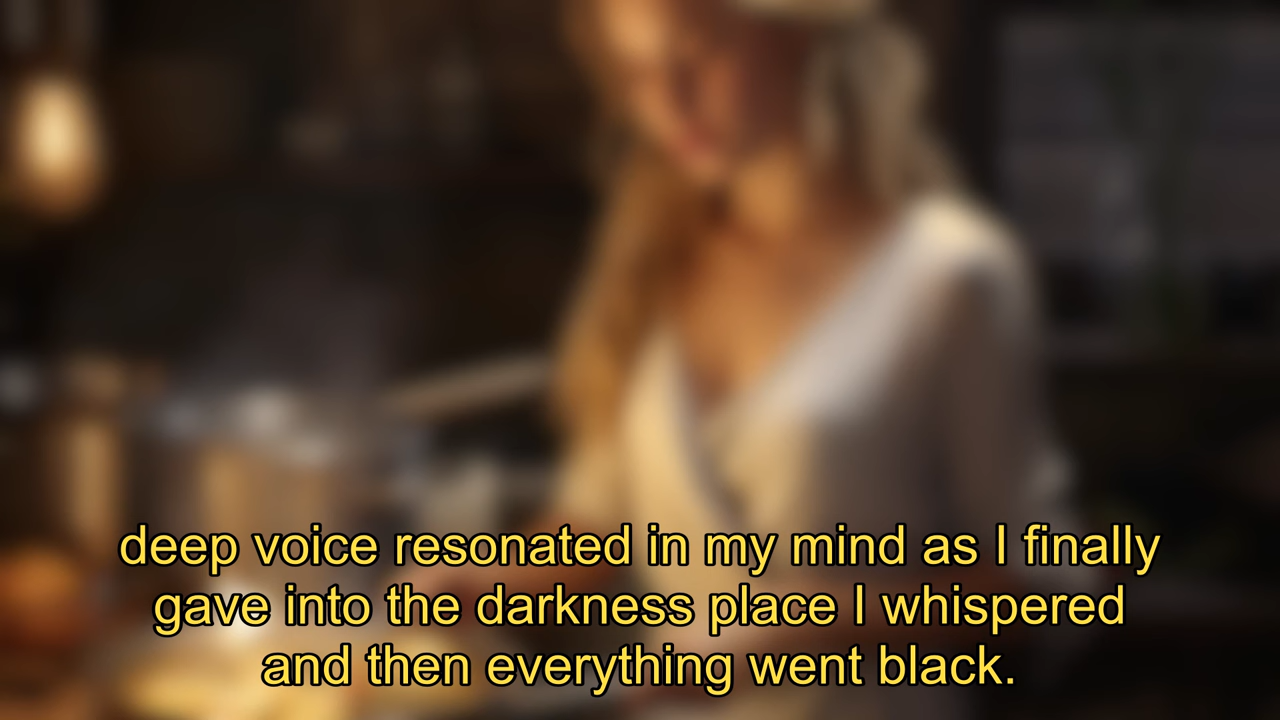 deep voice resonated in my mind as I finally
gave into the darkness place I whispered
and then everything went black.